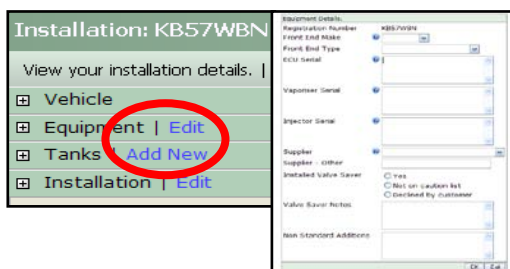 Installation: KB57WBN
View your installation details. |
Vehicle
Equipment | Edit
Tanks | Add New
Installation | Edit
Equipment Details.
Registration Number KB57WBN
Front End Make
Front End Type
ECU Serial
Vaporiser Serial
Injector Serial
Supplier
Supplier - Other
Installed Valve Saver
Yes
Not on caution list
Declined by customer
Valve Saver Notes
Non Standard Additions